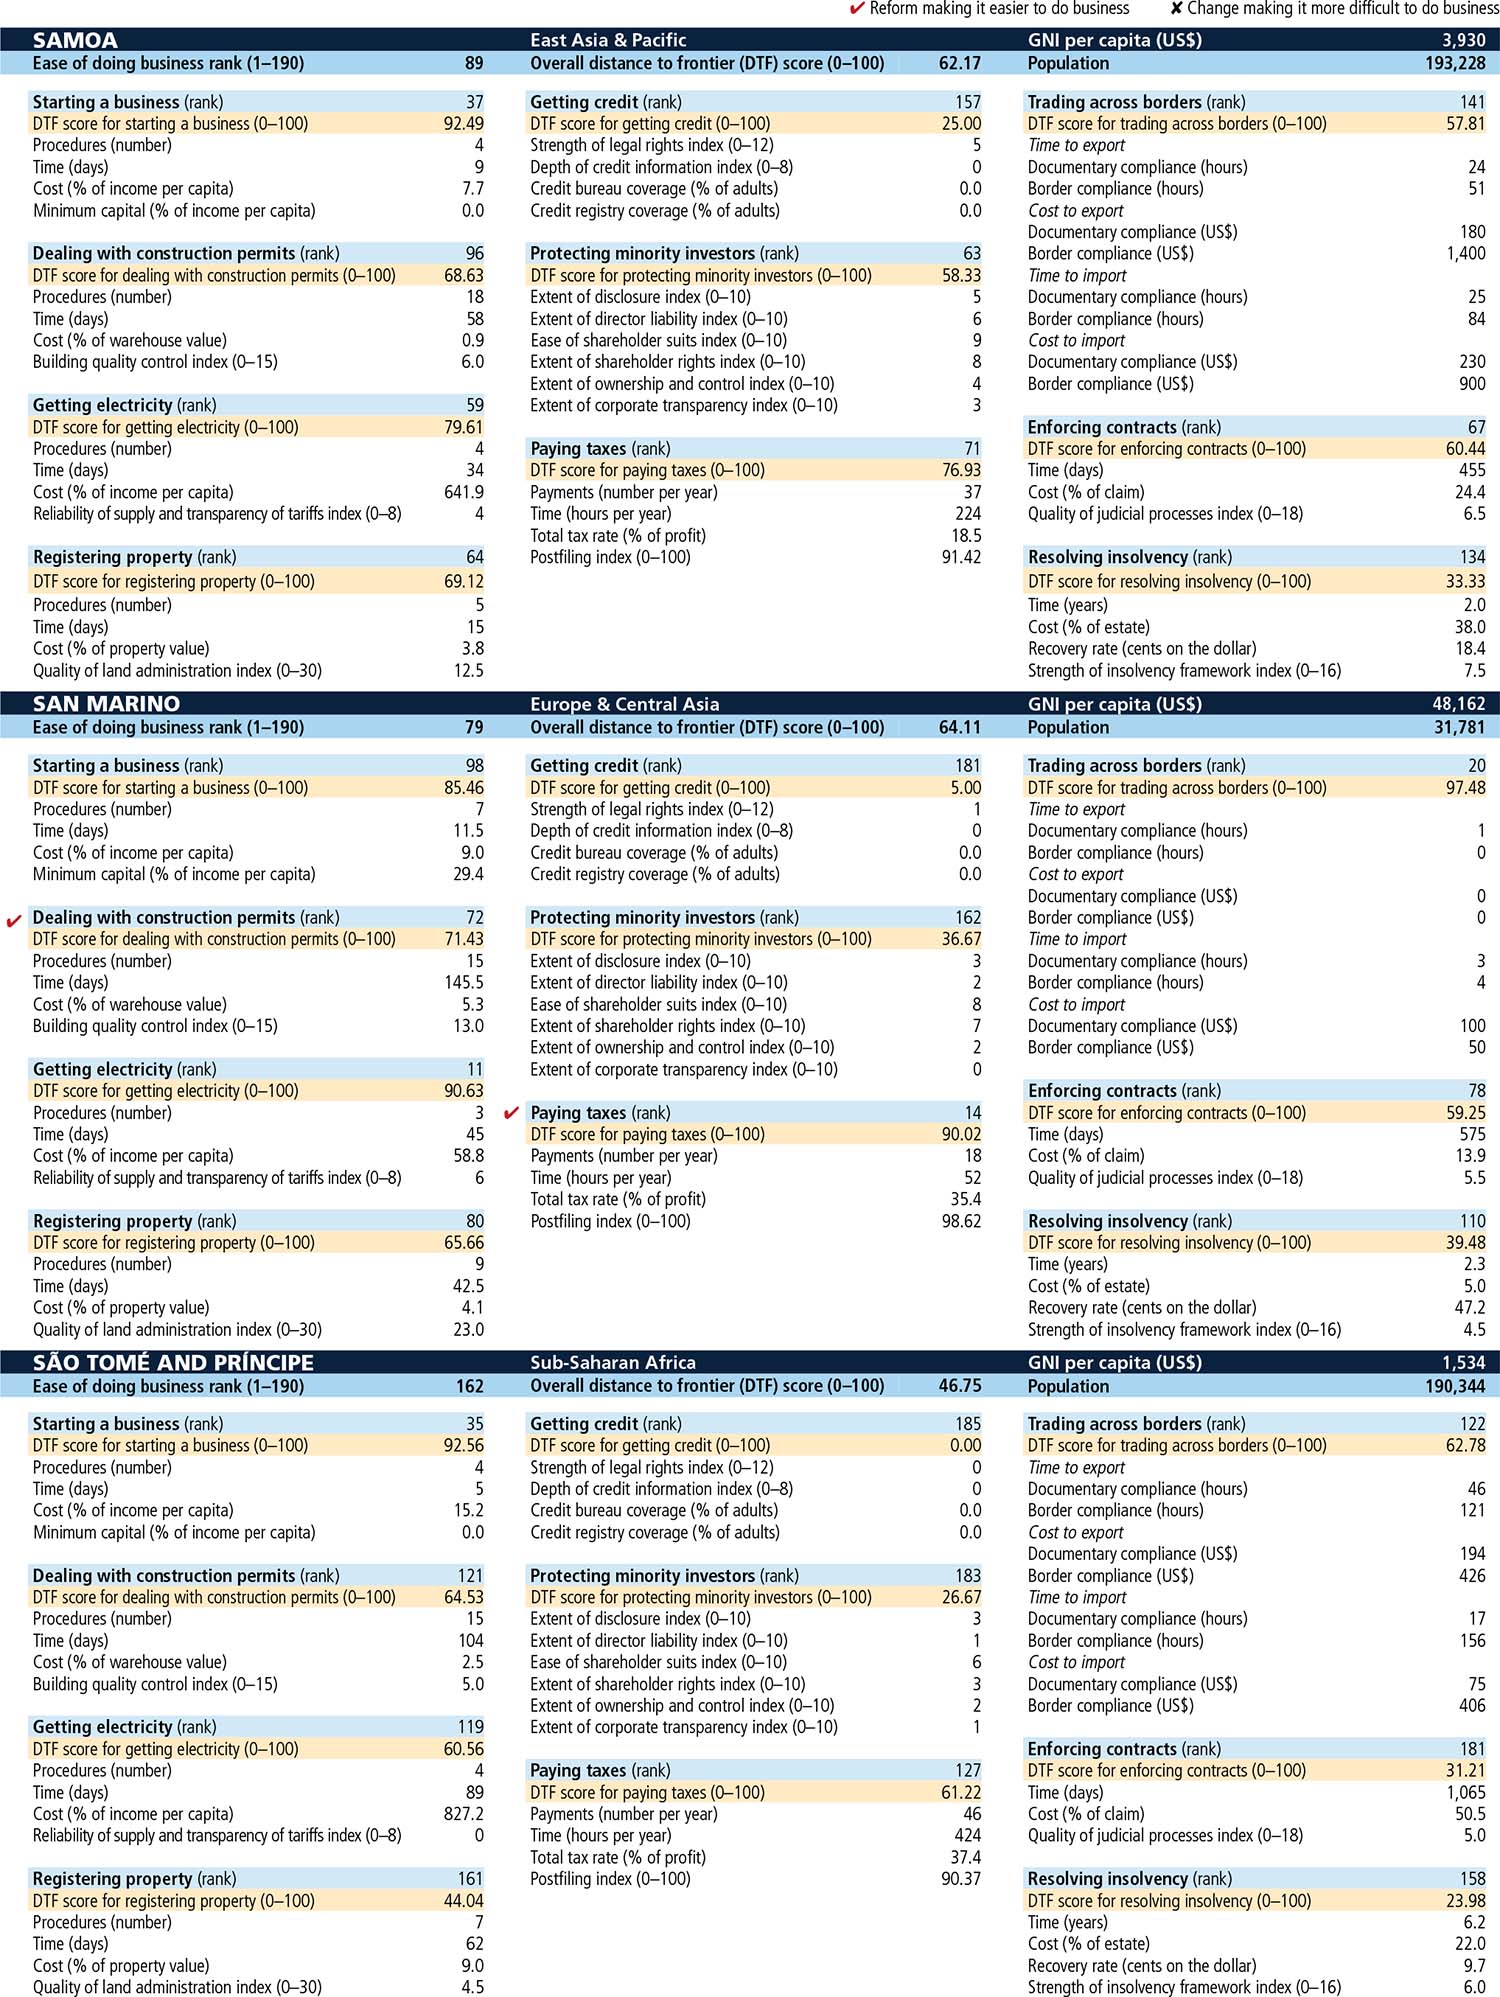 ✔ Reform making it easier to do business ✘ Change making it more difficult to do business
SAMOA East Asia & Pacific GNI per capita (US$) 3,930
Ease of doing business rank (1–190) 89 Overall distance to frontier (DTF) score (0–100) 62.17 Population 193,228
Starting a business (rank) 37
DTF score for starting a business (0–100) 92.49
Procedures (number) 4
Time (days) 9
Cost (% of income per capita) 7.7
Minimum capital (% of income per capita) 0.0
Dealing with construction permits (rank) 96
DTF score for dealing with construction permits (0–100) 68.63
Procedures (number) 18
Time (days) 58
Cost (% of warehouse value) 0.9
Building quality control index (0–15) 6.0
Getting electricity (rank) 59
DTF score for getting electricity (0–100) 79.61
Procedures (number) 4
Time (days) 34
Cost (% of income per capita) 641.9
Reliability of supply and transparency of tariffs index (0–8) 4
Registering property (rank) 64
DTF score for registering property (0–100) 69.12
Procedures (number) 5
Time (days) 15
Cost (% of property value) 3.8
Quality of land administration index (0–30) 12.5
Getting credit (rank) 157
DTF score for getting credit (0–100) 25.00
Strength of legal rights index (0–12) 5
Depth of credit information index (0–8) 0
Credit bureau coverage (% of adults) 0.0
Credit registry coverage (% of adults) 0.0
Protecting minority investors (rank) 63
DTF score for protecting minority investors (0–100) 58.33
Extent of disclosure index (0–10) 5
Extent of director liability index (0–10) 6
Ease of shareholder suits index (0–10) 9
Extent of shareholder rights index (0–10) 8
Extent of ownership and control index (0–10) 4
Extent of corporate transparency index (0–10) 3
Paying taxes (rank) 71
DTF score for paying taxes (0–100) 76.93
Payments (number per year) 37
Time (hours per year) 224
Total tax rate (% of profit) 18.5
Postfiling index (0–100) 91.42
Trading across borders (rank) 141
DTF score for trading across borders (0–100) 57.81
Time to export
Documentary compliance (hours) 24
Border compliance (hours) 51
Cost to export
Documentary compliance (US$) 180
Border compliance (US$) 1,400
Time to import
Documentary compliance (hours) 25
Border compliance (hours) 84
Cost to import
Documentary compliance (US$) 230
Border compliance (US$) 900
Enforcing contracts (rank) 67
DTF score for enforcing contracts (0–100) 60.44
Time (days) 455
Cost (% of claim) 24.4
Quality of judicial processes index (0–18) 6.5
Resolving insolvency (rank) 134
DTF score for resolving insolvency (0–100) 33.33
Time (years) 2.0
Cost (% of estate) 38.0
Recovery rate (cents on the dollar) 18.4
Strength of insolvency framework index (0–16) 7.5
SAN MARINO Europe & Central Asia GNI per capita (US$) 48,162
Ease of doing business rank (1–190) 79 Overall distance to frontier (DTF) score (0–100) 64.11 Population 31,781
Starting a business (rank) 98
DTF score for starting a business (0–100) 85.46
Procedures (number) 7
Time (days) 11.5
Cost (% of income per capita) 9.0
Minimum capital (% of income per capita) 29.4
✔ Dealing with construction permits (rank) 72
DTF score for dealing with construction permits (0–100) 71.43
Procedures (number) 15
Time (days) 145.5
Cost (% of warehouse value) 5.3
Building quality control index (0–15) 13.0
Getting electricity (rank) 11
DTF score for getting electricity (0–100) 90.63
Procedures (number) 3
Time (days) 45
Cost (% of income per capita) 58.8
Reliability of supply and transparency of tariffs index (0–8) 6
Registering property (rank) 80
DTF score for registering property (0–100) 65.66
Procedures (number) 9
Time (days) 42.5
Cost (% of property value) 4.1
Quality of land administration index (0–30) 23.0
Getting credit (rank) 181
DTF score for getting credit (0–100) 5.00
Strength of legal rights index (0–12) 1
Depth of credit information index (0–8) 0
Credit bureau coverage (% of adults) 0.0
Credit registry coverage (% of adults) 0.0
Protecting minority investors (rank) 162
DTF score for protecting minority investors (0–100) 36.67
Extent of disclosure index (0–10) 3
Extent of director liability index (0–10) 2
Ease of shareholder suits index (0–10) 8
Extent of shareholder rights index (0–10) 7
Extent of ownership and control index (0–10) 2
Extent of corporate transparency index (0–10) 0
✔ Paying taxes (rank) 14
DTF score for paying taxes (0–100) 90.02
Payments (number per year) 18
Time (hours per year) 52
Total tax rate (% of profit) 35.4
Postfiling index (0–100) 98.62
Trading across borders (rank) 20
DTF score for trading across borders (0–100) 97.48
Time to export
Documentary compliance (hours) 1
Border compliance (hours) 0
Cost to export
Documentary compliance (US$) 0
Border compliance (US$) 0
Time to import
Documentary compliance (hours) 3
Border compliance (hours) 4
Cost to import
Documentary compliance (US$) 100
Border compliance (US$) 50
Enforcing contracts (rank) 78
DTF score for enforcing contracts (0–100) 59.25
Time (days) 575
Cost (% of claim) 13.9
Quality of judicial processes index (0–18) 5.5
Resolving insolvency (rank) 110
DTF score for resolving insolvency (0–100) 39.48
Time (years) 2.3
Cost (% of estate) 5.0
Recovery rate (cents on the dollar) 47.2
Strength of insolvency framework index (0–16) 4.5
SÃO TOMÉ AND PRÍNCIPE Sub-Saharan Africa GNI per capita (US$) 1,534
Ease of doing business rank (1–190) 162 Overall distance to frontier (DTF) score (0–100) 46.75 Population 190,344
Starting a business (rank) 35
DTF score for starting a business (0–100) 92.56
Procedures (number) 4
Time (days) 5
Cost (% of income per capita) 15.2
Minimum capital (% of income per capita) 0.0
Dealing with construction permits (rank) 121
DTF score for dealing with construction permits (0–100) 64.53
Procedures (number) 15
Time (days) 104
Cost (% of warehouse value) 2.5
Building quality control index (0–15) 5.0
Getting electricity (rank) 119
DTF score for getting electricity (0–100) 60.56
Procedures (number) 4
Time (days) 89
Cost (% of income per capita) 827.2
Reliability of supply and transparency of tariffs index (0–8) 0
Registering property (rank) 161
DTF score for registering property (0–100) 44.04
Procedures (number) 7
Time (days) 62
Cost (% of property value) 9.0
Quality of land administration index (0–30) 4.5
Getting credit (rank) 185
DTF score for getting credit (0–100) 0.00
Strength of legal rights index (0–12) 0
Depth of credit information index (0–8) 0
Credit bureau coverage (% of adults) 0.0
Credit registry coverage (% of adults) 0.0
Protecting minority investors (rank) 183
DTF score for protecting minority investors (0–100) 26.67
Extent of disclosure index (0–10) 3
Extent of director liability index (0–10) 1
Ease of shareholder suits index (0–10) 6
Extent of shareholder rights index (0–10) 3
Extent of ownership and control index (0–10) 2
Extent of corporate transparency index (0–10) 1
Paying taxes (rank) 127
DTF score for paying taxes (0–100) 61.22
Payments (number per year) 46
Time (hours per year) 424
Total tax rate (% of profit) 37.4
Postfiling index (0–100) 90.37
Trading across borders (rank) 122
DTF score for trading across borders (0–100) 62.78
Time to export
Documentary compliance (hours) 46
Border compliance (hours) 121
Cost to export
Documentary compliance (US$) 194
Border compliance (US$) 426
Time to import
Documentary compliance (hours) 17
Border compliance (hours) 156
Cost to import
Documentary compliance (US$) 75
Border compliance (US$) 406
Enforcing contracts (rank) 181
DTF score for enforcing contracts (0–100) 31.21
Time (days) 1,065
Cost (% of claim) 50.5
Quality of judicial processes index (0–18) 5.0
Resolving insolvency (rank) 158
DTF score for resolving insolvency (0–100) 23.98
Time (years) 6.2
Cost (% of estate) 22.0
Recovery rate (cents on the dollar) 9.7
Strength of insolvency framework index (0–16) 6.0